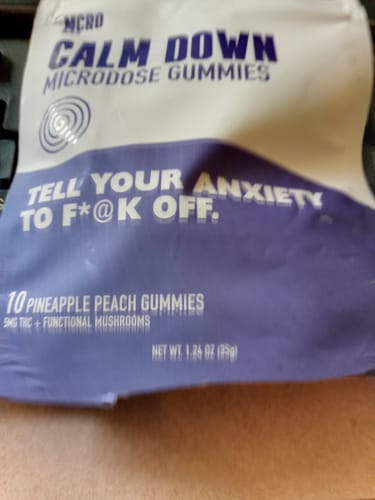 MCRO
CALM DOWN
MICRODOSE GUMMIES
TELL YOUR ANXIETY
TO F*@K OFF.
10 PINEAPPLE PEACH GUMMIES
5MG THC + FUNCTIONAL MUSHROOMS
NET WT. 1.24 OZ (35g)